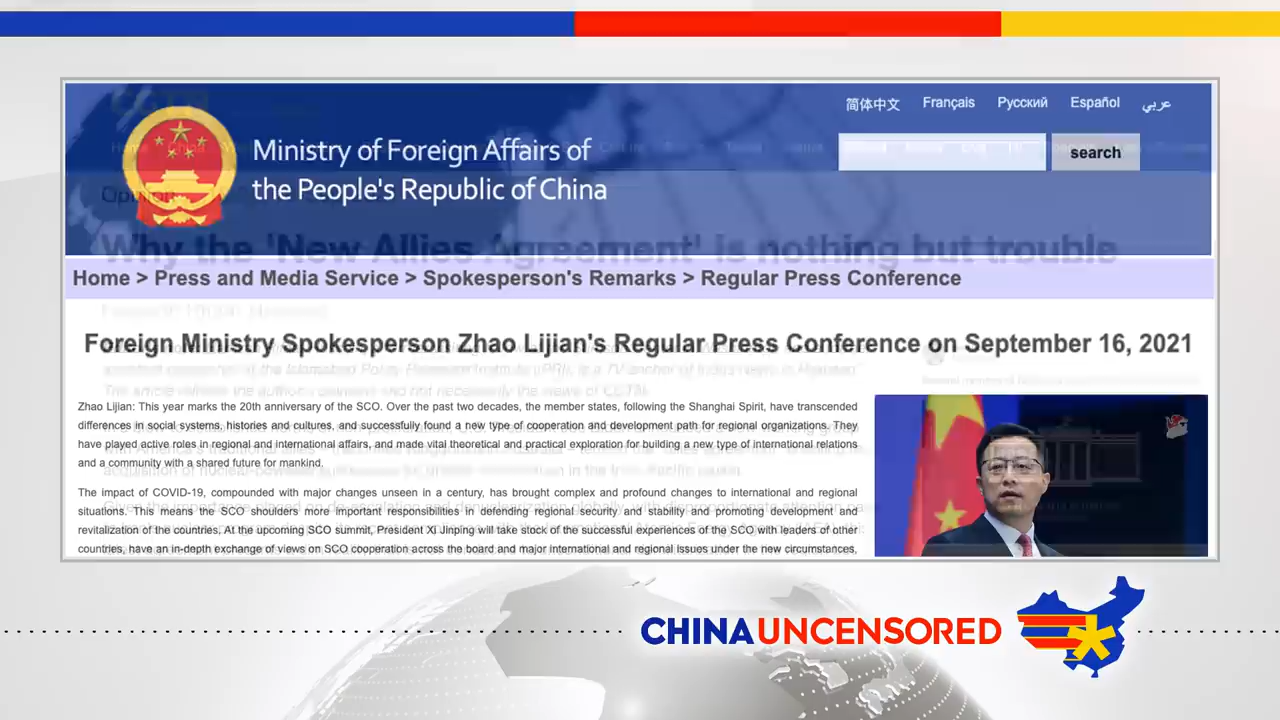 简体中文 Français Русский Español عربي
search
Ministry of Foreign Affairs of
the People's Republic of China
Opinion
Why the 'New Allies Agreement' is nothing but trouble
Home > Press and Media Service > Spokesperson's Remarks > Regular Press Conference
Foreign Ministry Spokesperson Zhao Lijian's Regular Press Conference on September 16, 2021
Zhao Lijian: This year marks the 20th anniversary of the SCO. Over the past two decades, the member states, following the Shanghai Spirit, have transcended
differences in social systems, histories and cultures, and successfully found a new type of cooperation and development path for regional organizations. They
have played active roles in regional and international affairs, and made vital theoretical and practical exploration for building a new type of international relations
and a community with a shared future for mankind.
The impact of COVID-19, compounded with major changes unseen in a century, has brought complex and profound changes to international and regional
situations. This means the SCO shoulders more important responsibilities in defending regional security and stability and promoting development and
revitalization of the countries. At the upcoming SCO summit, President Xi Jinping will take stock of the successful experiences of the SCO with leaders of other
countries, have an in-depth exchange of views on SCO cooperation across the board and major international and regional issues under the new circumstances,
CHINA UNCENSORED